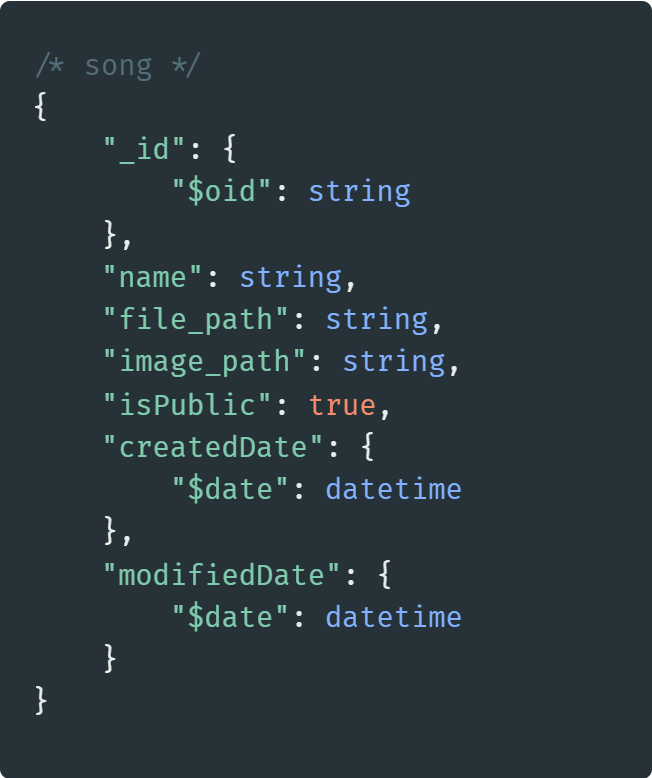 /* song */
{
    "_id": {
        "$oid": string
    },
    "name": string,
    "file_path": string,
    "image_path": string,
    "isPublic": true,
    "createdDate": {
        "$date": datetime
    },
    "modifiedDate": {
        "$date": datetime
    }
}